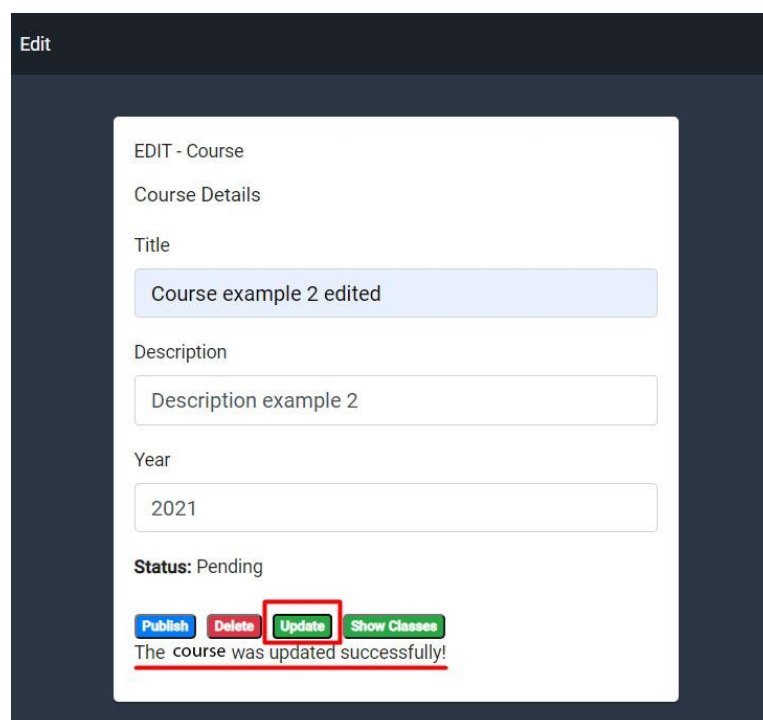 Edit
EDIT - Course
Course Details
Title
Course example 2 edited
Description
Description example 2
Year
2021
Status: Pending
Publish Delete Update Show Classes
The course was updated successfully!